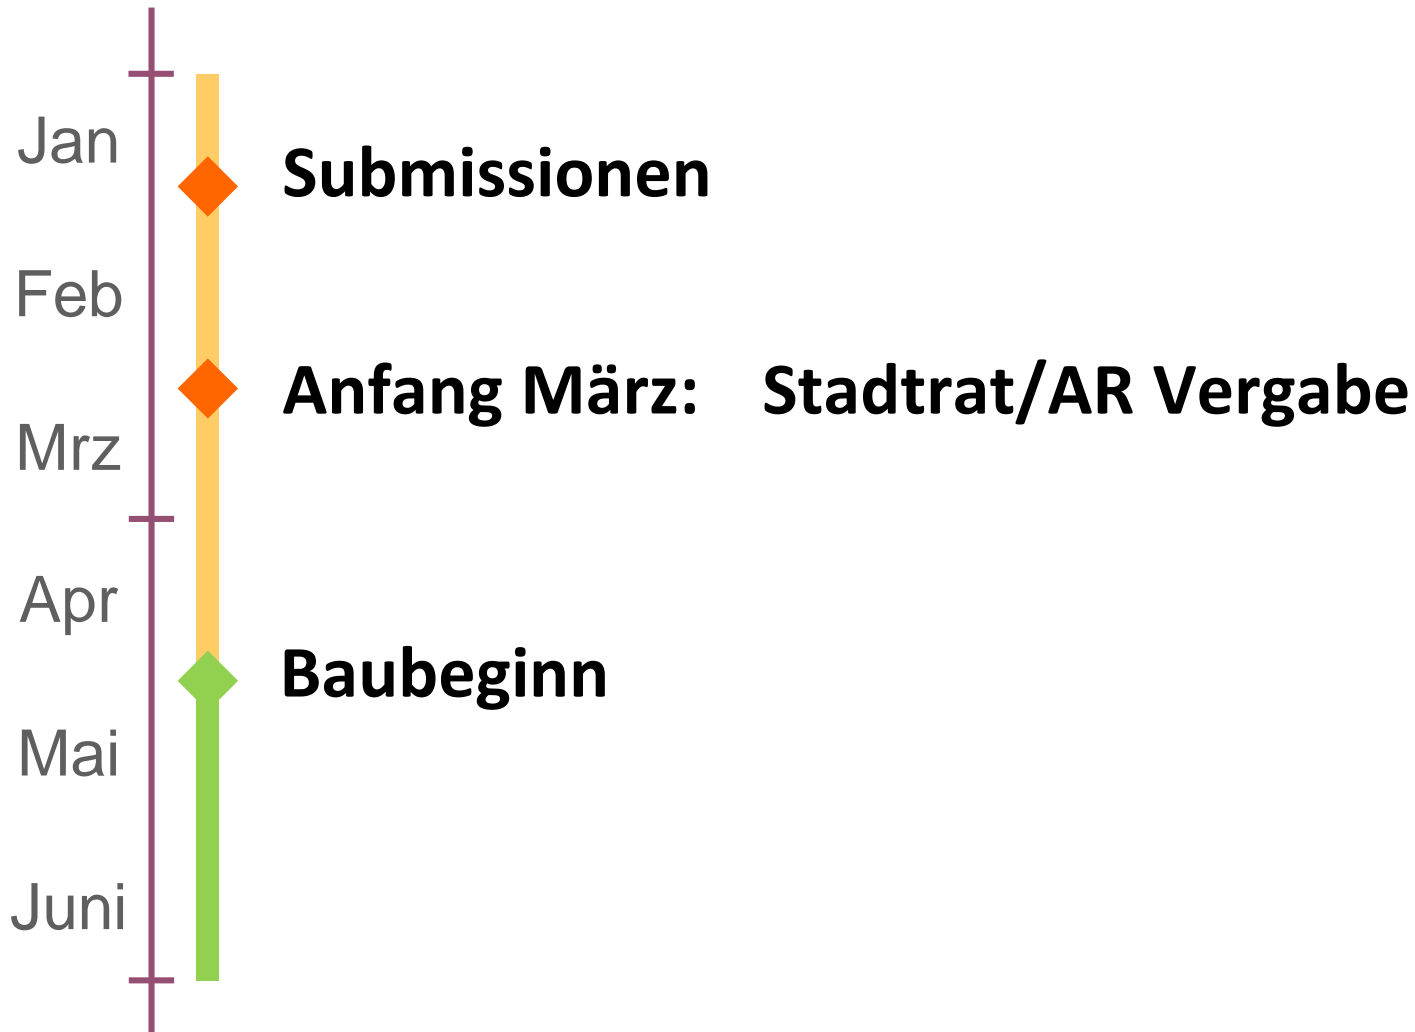 Jan
Submissionen
Feb
Anfang März: Stadtrat/AR Vergabe
Mrz
Apr
Baubeginn
Mai
Juni